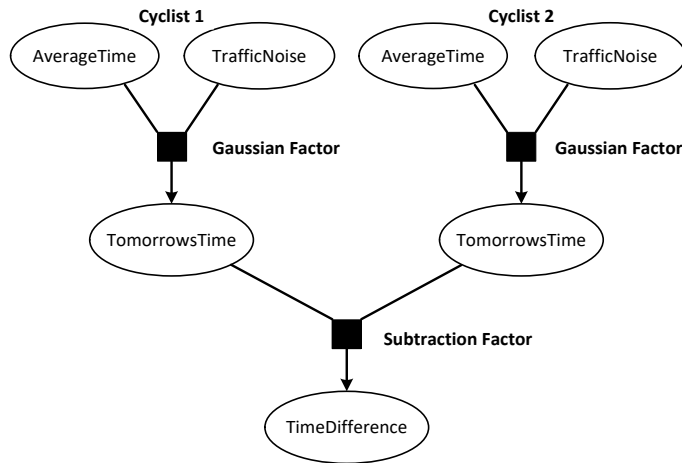 Cyclist 1
Cyclist 2
AverageTime
TrafficNoise
AverageTime
TrafficNoise
Gaussian Factor
Gaussian Factor
TomorrowsTime
TomorrowsTime
Subtraction Factor
TimeDifference